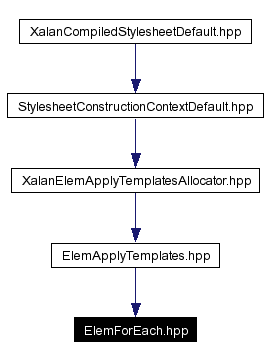 XalanCompiledStylesheetDefault.hpp
StylesheetConstructionContextDefault.hpp
XalanElemApplyTemplatesAllocator.hpp
ElemApplyTemplates.hpp
ElemForEach.hpp